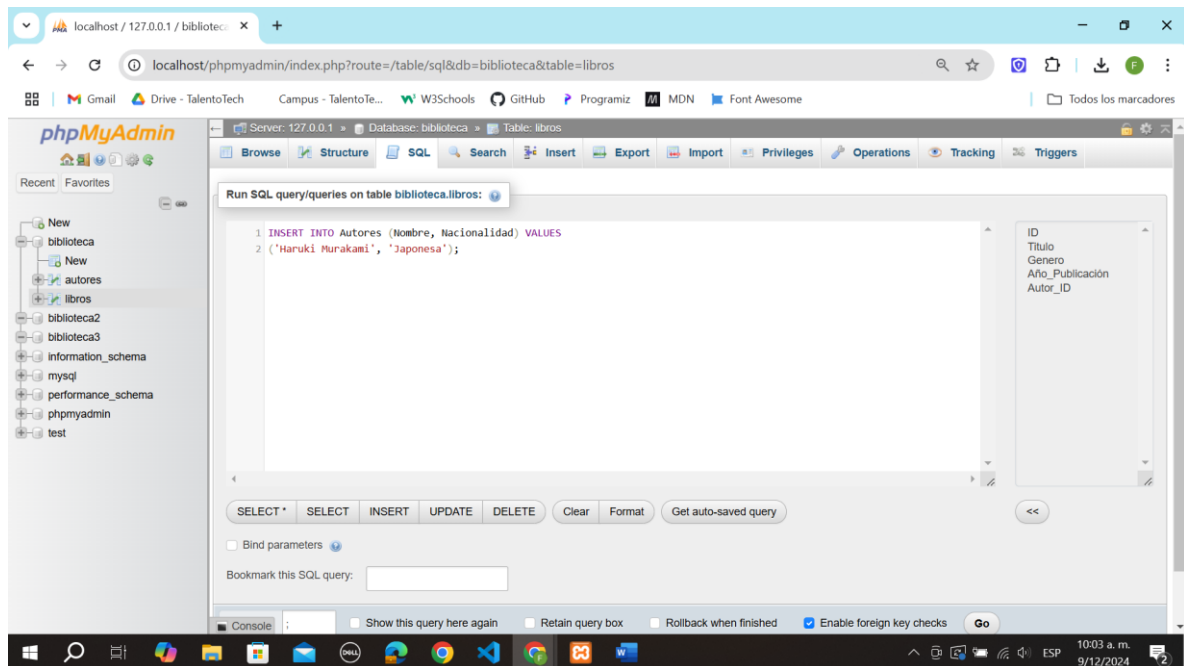 localhost / 127.0.0.1 / bibliotec
localhost/phpmyadmin/index.php?route=/table/sql&db=biblioteca&table=libros
Gmail Drive - TalentoTech Campus - TalentoTe... W3Schools GitHub Programiz MDN Font Awesome Todos los marcadores
phpMyAdmin
Recent Favorites
New
biblioteca
New
autores
libros
biblioteca2
biblioteca3
information_schema
mysql
performance_schema
phpmyadmin
test
Server: 127.0.0.1 » Database: biblioteca » Table: libros
Browse Structure SQL Search Insert Export Import Privileges Operations Tracking Triggers
Run SQL query/queries on table biblioteca.libros:
1 INSERT INTO Autores (Nombre, Nacionalidad) VALUES
2 ('Haruki Murakami', 'Japonesa');
ID
Titulo
Genero
Año_Publicación
Autor_ID
SELECT * SELECT INSERT UPDATE DELETE Clear Format Get auto-saved query <<
Bind parameters
Bookmark this SQL query:
Console ; Show this query here again Retain query box Rollback when finished Enable foreign key checks Go
DELL W ESP 10:03 a. m.
9/12/2024 2